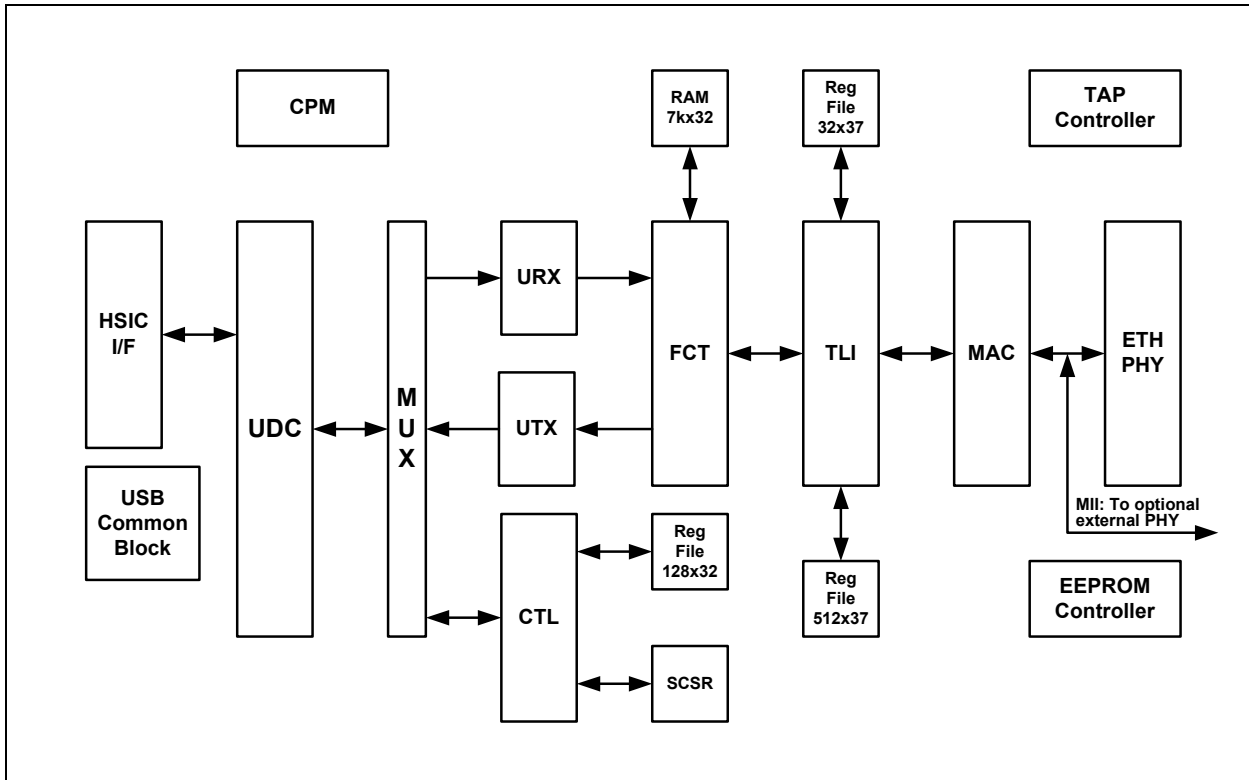 CPM
RAM
7kx32
Reg
File
32x37
TAP
Controller
HSIC
I/F
UDC
M
U
X
URX
UTX
FCT
TLI
MAC
ETH
PHY
MII: To optional
external PHY
USB
Common
Block
CTL
Reg
File
128x32
SCSR
Reg
File
512x37
EEPROM
Controller